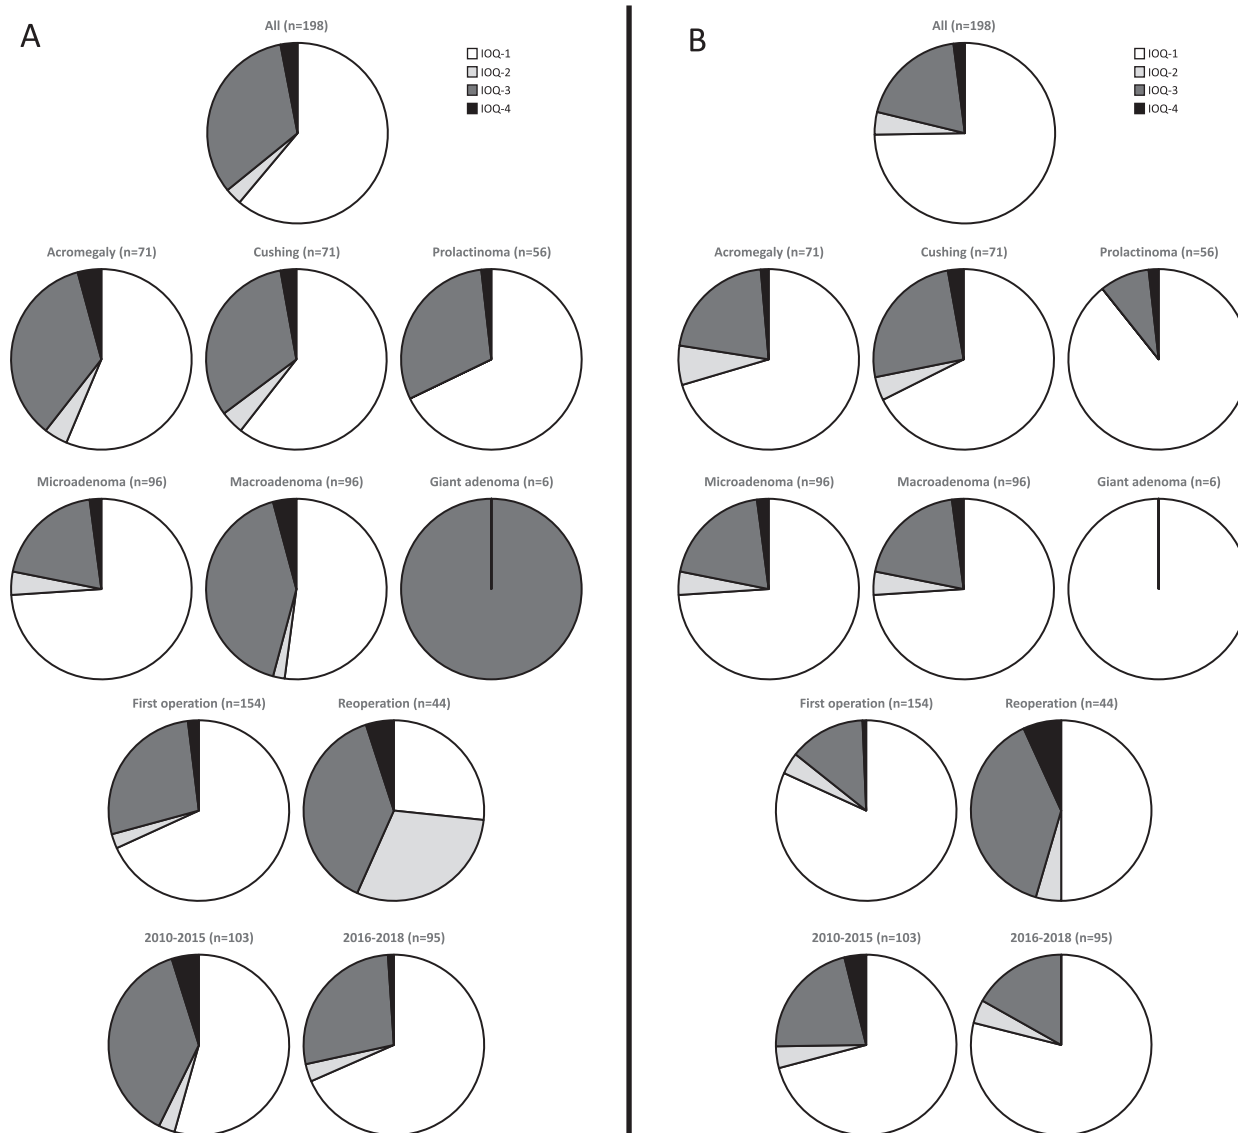 A
All (n=198)
IOQ-1
IOQ-2
IOQ-3
IOQ-4
Acromegaly (n=71)
Cushing (n=71)
Prolactinoma (n=56)
Microadenoma (n=96)
Macroadenoma (n=96)
Giant adenoma (n=6)
First operation (n=154)
Reoperation (n=44)
2010-2015 (n=103)
2016-2018 (n=95)
B
All (n=198)
IOQ-1
IOQ-2
IOQ-3
IOQ-4
Acromegaly (n=71)
Cushing (n=71)
Prolactinoma (n=56)
Microadenoma (n=96)
Macroadenoma (n=96)
Giant adenoma (n=6)
First operation (n=154)
Reoperation (n=44)
2010-2015 (n=103)
2016-2018 (n=95)